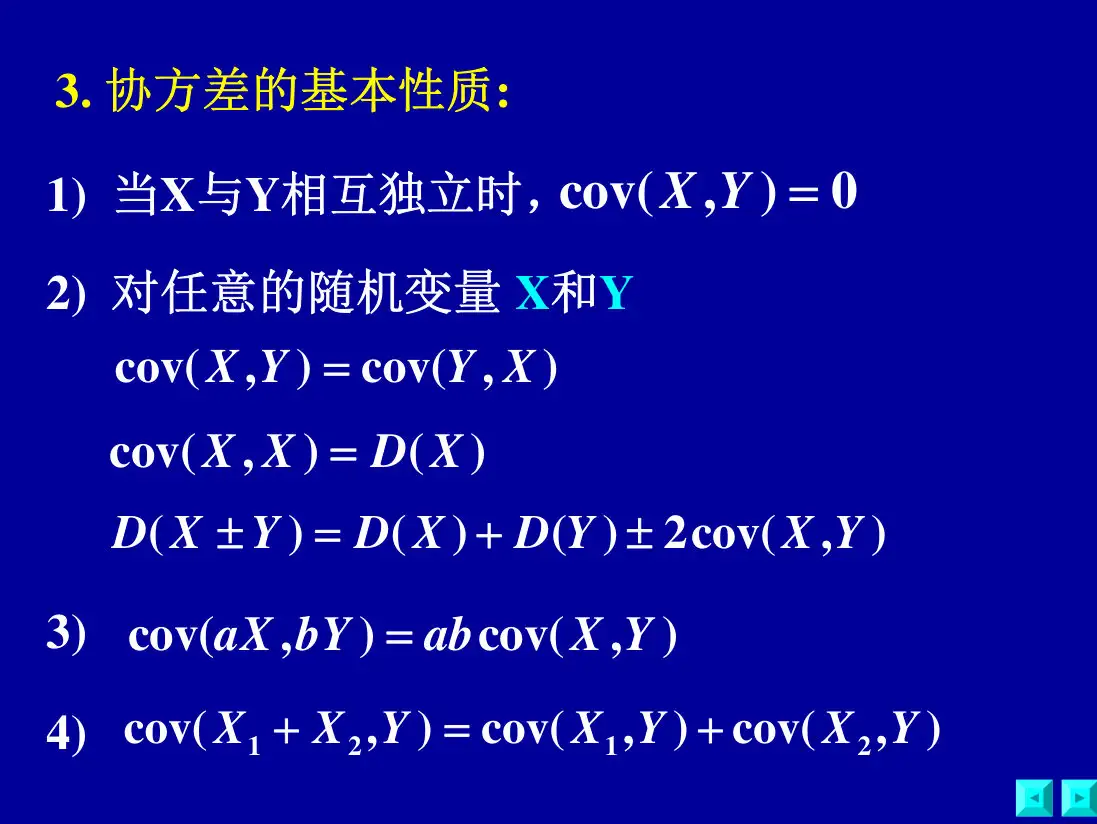 3. 协方差的基本性质:
1) 当X与Y相互独立时, cov(X,Y)=0
2) 对任意的随机变量 X和Y
cov(X,Y)=cov(Y,X)
cov(X,X)=D(X)
D(X±Y)=D(X)+D(Y)±2cov(X,Y)
3) cov(aX,bY)=abcov(X,Y)
4) cov(X₁+X₂,Y)=cov(X₁,Y)+cov(X₂,Y)